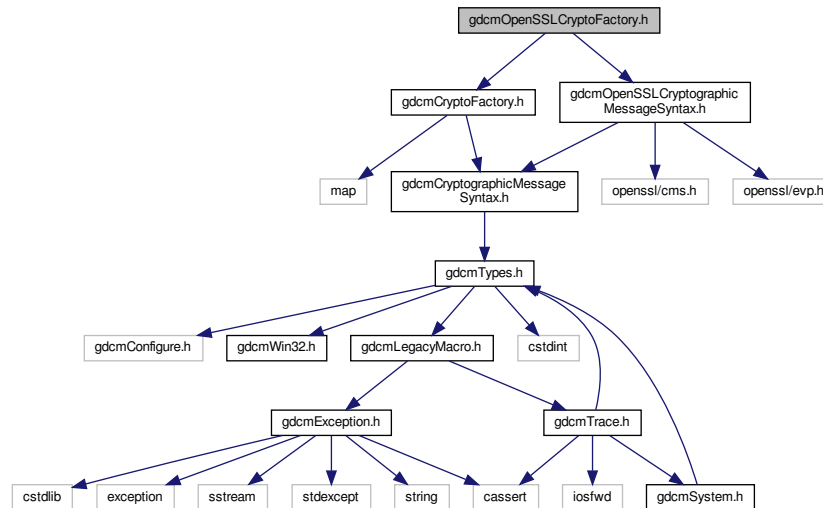 gdcmOpenSSLCryptoFactory.h
gdcmCryptoFactory.h
gdcmOpenSSLCryptographic
MessageSyntax.h
map
gdcmCryptographicMessage
Syntax.h
openssl/cms.h
openssl/evp.h
gdcmTypes.h
gdcmConfigure.h
gdcmWin32.h
gdcmLegacyMacro.h
cstdint
gdcmException.h
gdcmTrace.h
cstdlib
exception
sstream
stdexcept
string
cassert
iosfwd
gdcmSystem.h